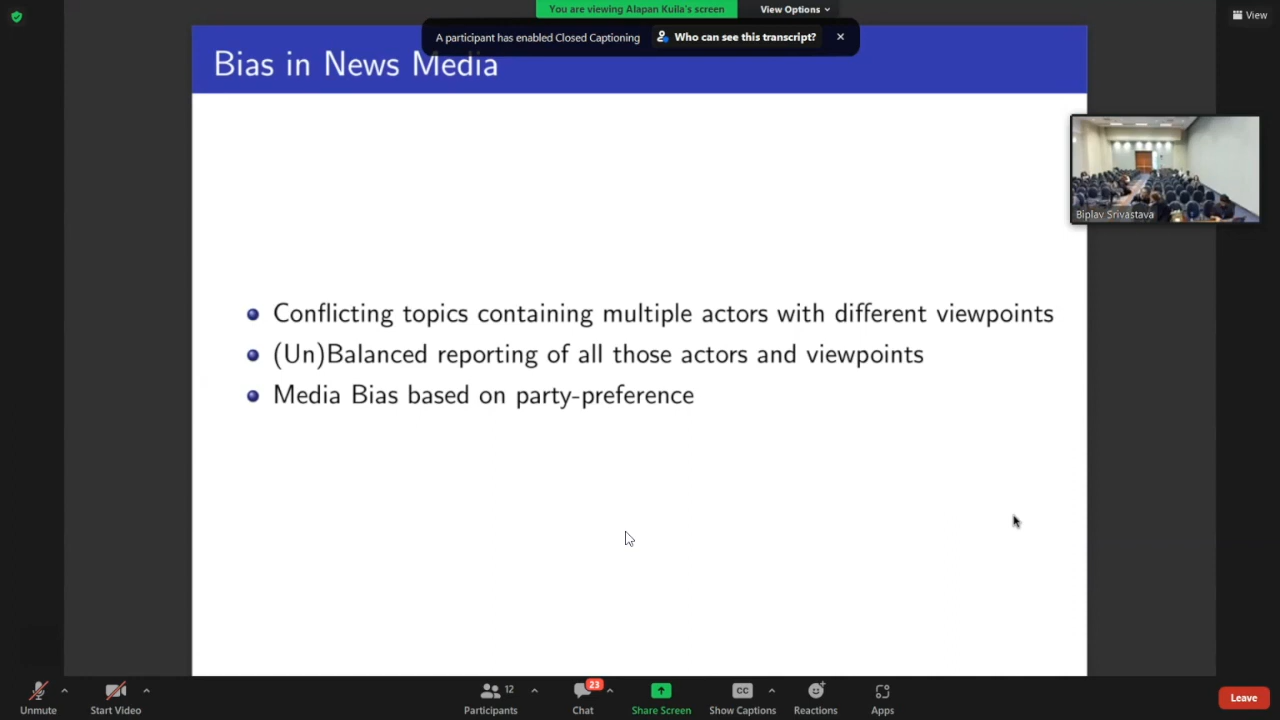 You are viewing Alapan Kuila's screen
View Options
View
A participant has enabled Closed Captioning
Who can see this transcript?
Bias in News Media
Biplav Srivastava
Conflicting topics containing multiple actors with different viewpoints
(Un)Balanced reporting of all those actors and viewpoints
Media Bias based on party-preference
Unmute
Start Video
12
Participants
23
Chat
Share Screen
CC
Show Captions
Reactions
Apps
Leave